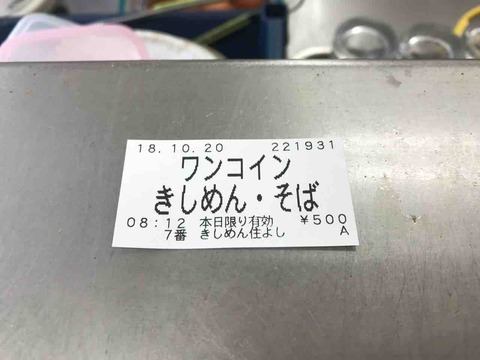 18.10.20 221931
ワンコイン
きしめん・そば
08:12 本日限り有効 ¥500
7番 きしめん住よし A